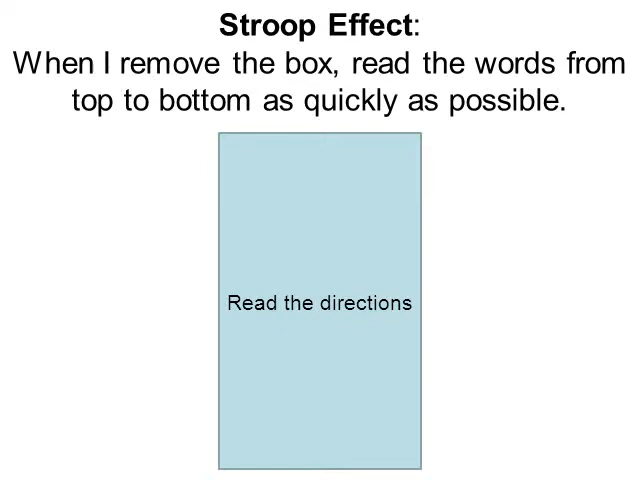 Stroop Effect:
When I remove the box, read the words from
top to bottom as quickly as possible.
Read the directions